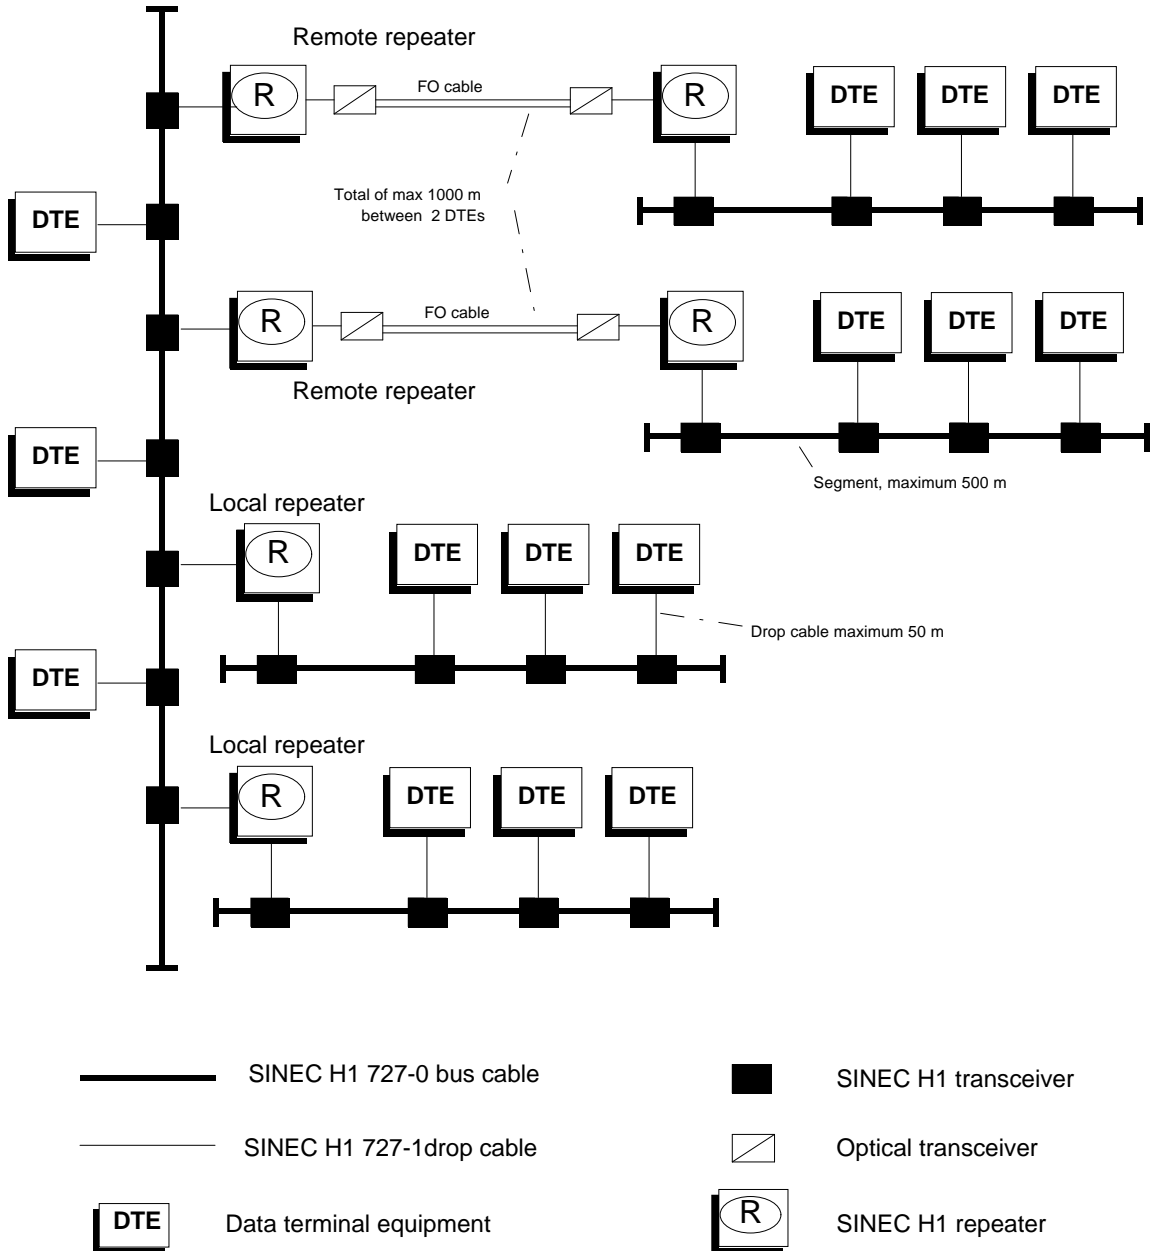 Remote repeater
R
FO cable
R
DTE
DTE
DTE
Total of max 1000 m
between 2 DTEs
DTE
R
FO cable
R
DTE
DTE
DTE
Remote repeater
DTE
Segment, maximum 500 m
Local repeater
R
DTE
DTE
DTE
Drop cable maximum 50 m
DTE
Local repeater
R
DTE
DTE
DTE
SINEC H1 727-0 bus cable
SINEC H1 transceiver
SINEC H1 727-1drop cable
Optical transceiver
DTE
Data terminal equipment
R
SINEC H1 repeater